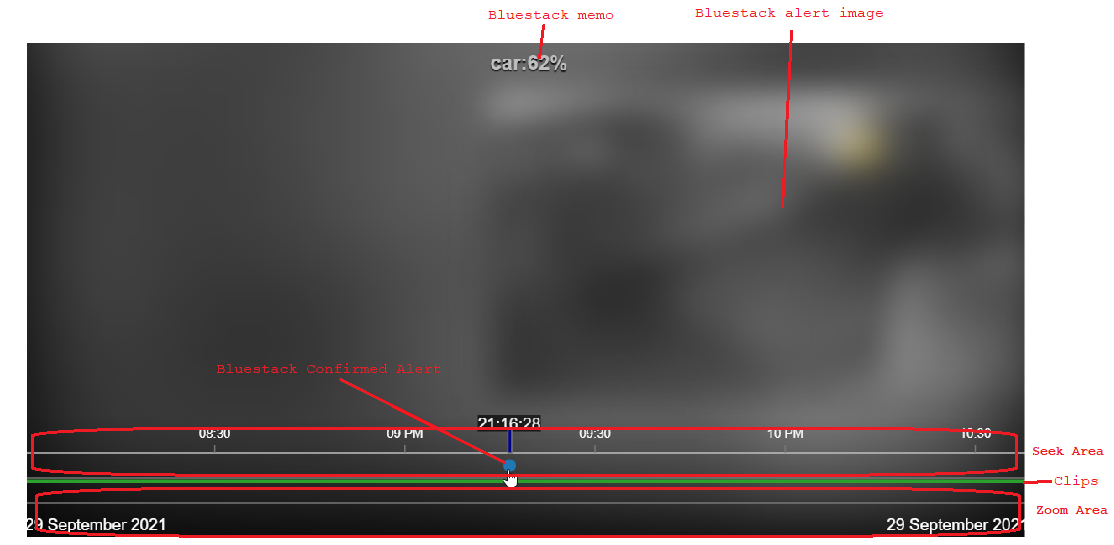 Bluestack memo
Bluestack alert image
car:62%
Bluestack Confirmed Alert
21:16:28
08:30
09 PM
09:30
10 PM
10:30
Seek Area
Clips
Zoom Area
29 September 2021
29 September 2021